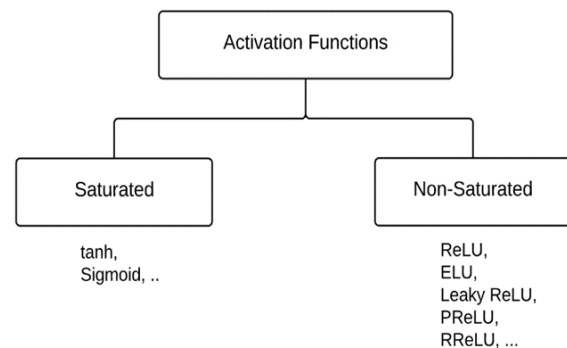 Activation Functions
Saturated
Non-Saturated
tanh,
Sigmoid, ..
ReLU,
ELU,
Leaky ReLU,
PReLU,
RReLU, ...